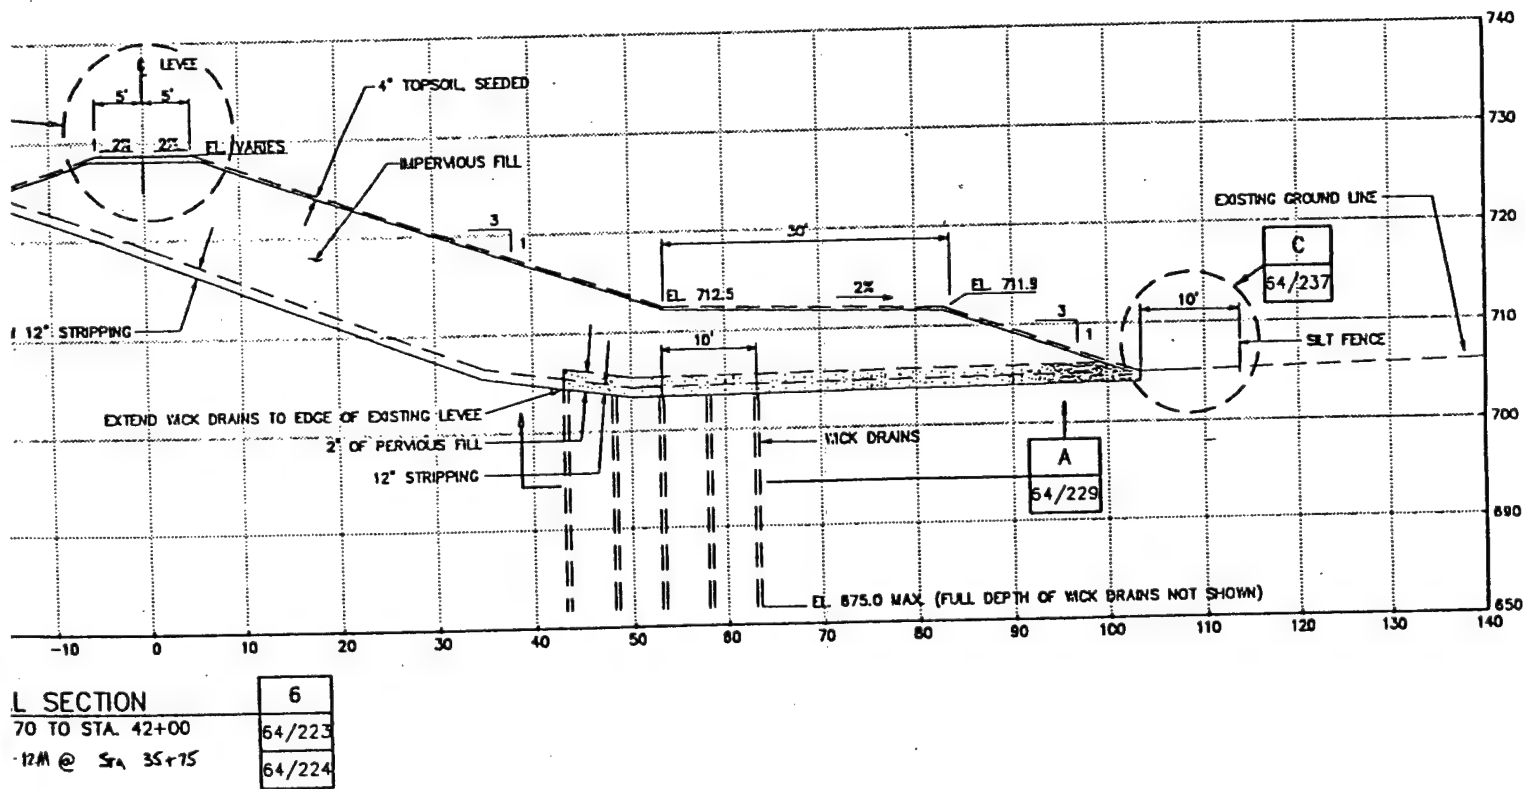 740
℄ LEVEE
5' 5'
4" TOPSOIL, SEEDED
730
2% 2% EL. VARIES
IMPERVIOUS FILL
EXISTING GROUND LINE
3
1
720
30'
C
64/237
EL. 712.5
2%
EL. 711.9
10'
12" STRIPPING
3
1
710
SILT FENCE
10'
EXTEND WICK DRAINS TO EDGE OF EXISTING LEVEE
700
2" OF PERVIOUS FILL
WICK DRAINS
A
12" STRIPPING
64/229
690
EL. 675.0 MAX. (FULL DEPTH OF WICK DRAINS NOT SHOWN)
650
-10 0 10 20 30 40 50 60 70 80 90 100 110 120 130 140
L SECTION
6
70 TO STA. 42+00
64/223
-12M @ Sta 35+75
64/224